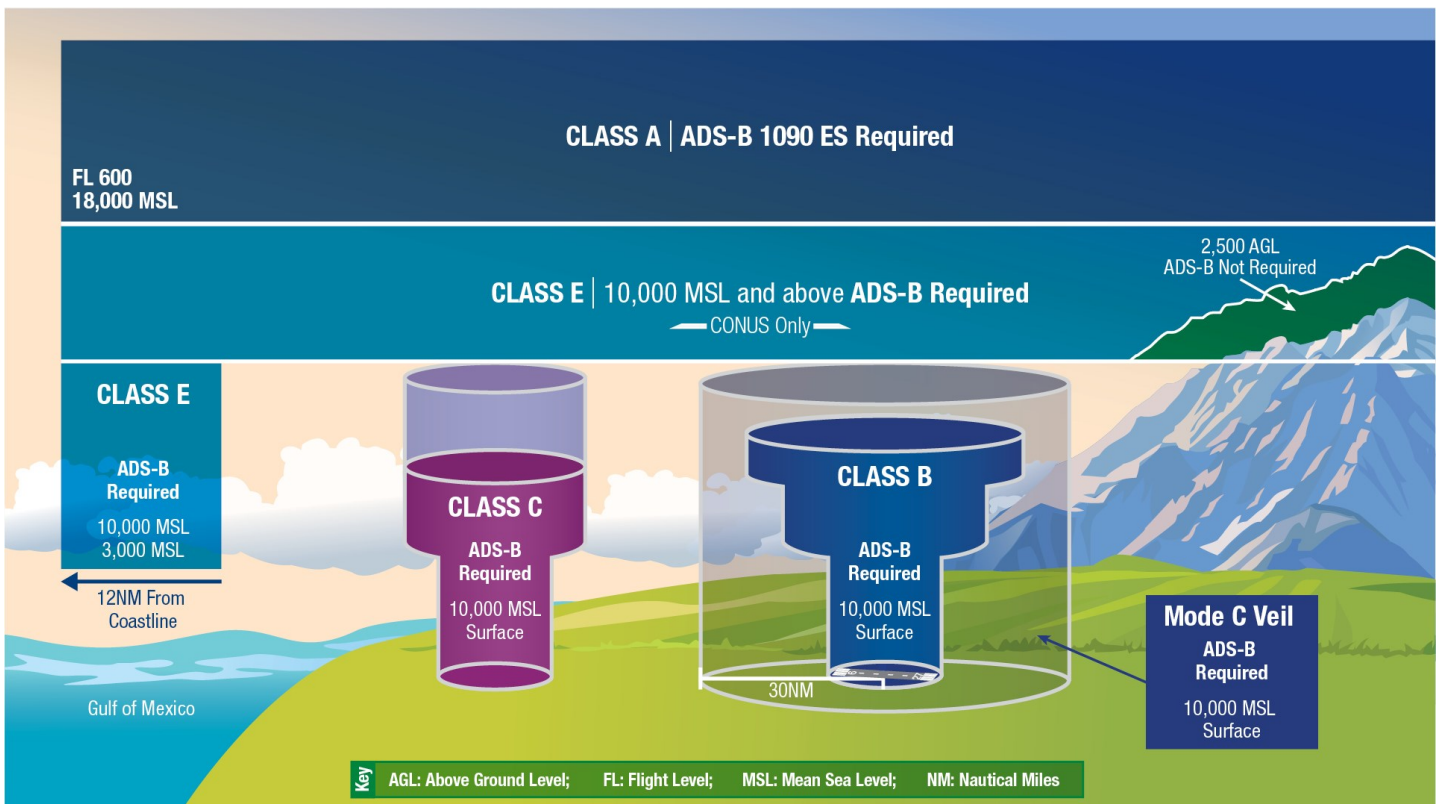 CLASS A | ADS-B 1090 ES Required
FL 600
18,000 MSL
2,500 AGL
ADS-B Not Required
CLASS E | 10,000 MSL and above ADS-B Required
CONUS Only
CLASS E
ADS-B
Required
10,000 MSL
3,000 MSL
12NM From
Coastline
Gulf of Mexico
CLASS C
ADS-B
Required
10,000 MSL
Surface
CLASS B
ADS-B
Required
10,000 MSL
Surface
30NM
Mode C Veil
ADS-B
Required
10,000 MSL
Surface
Key
AGL: Above Ground Level; FL: Flight Level; MSL: Mean Sea Level; NM: Nautical Miles